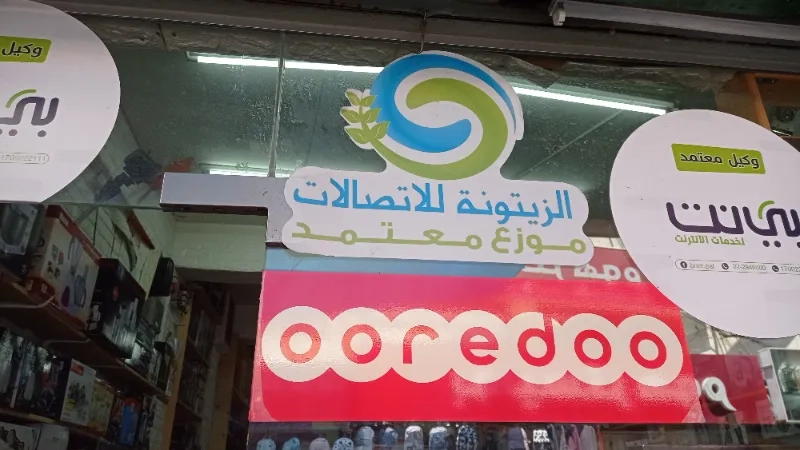 وكيل
بي
الزيتونة للاتصالات
موزع معتمد
ooredoo
وكيل معتمد
بي نت
لخدمات الانترنت